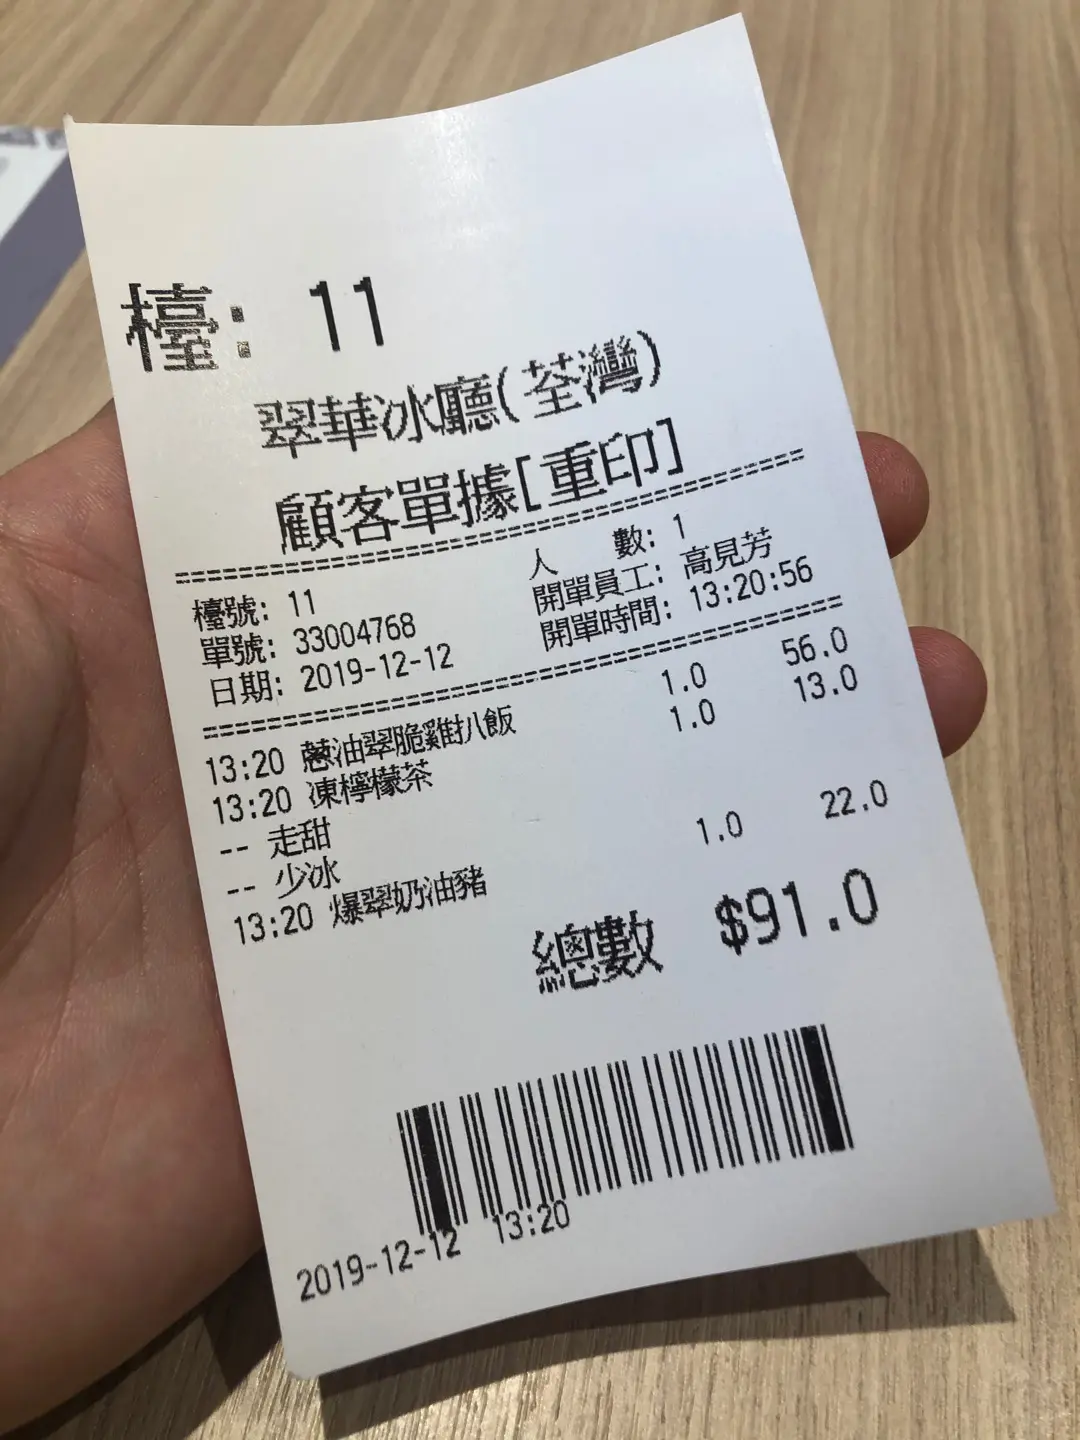 檯: 11
翠華冰廳(荃灣)
顧客單據[重印]
檯號: 11 人 數: 1
單號: 33004768 開單員工: 高見芳
日期: 2019-12-12 開單時間: 13:20:56
13:20 蔥油翠脆雞扒飯 1.0 56.0
13:20 凍檸檬茶 1.0 13.0
-- 走甜
-- 少冰
13:20 爆翠奶油豬 1.0 22.0
總數 $91.0
2019-12-12 13:20